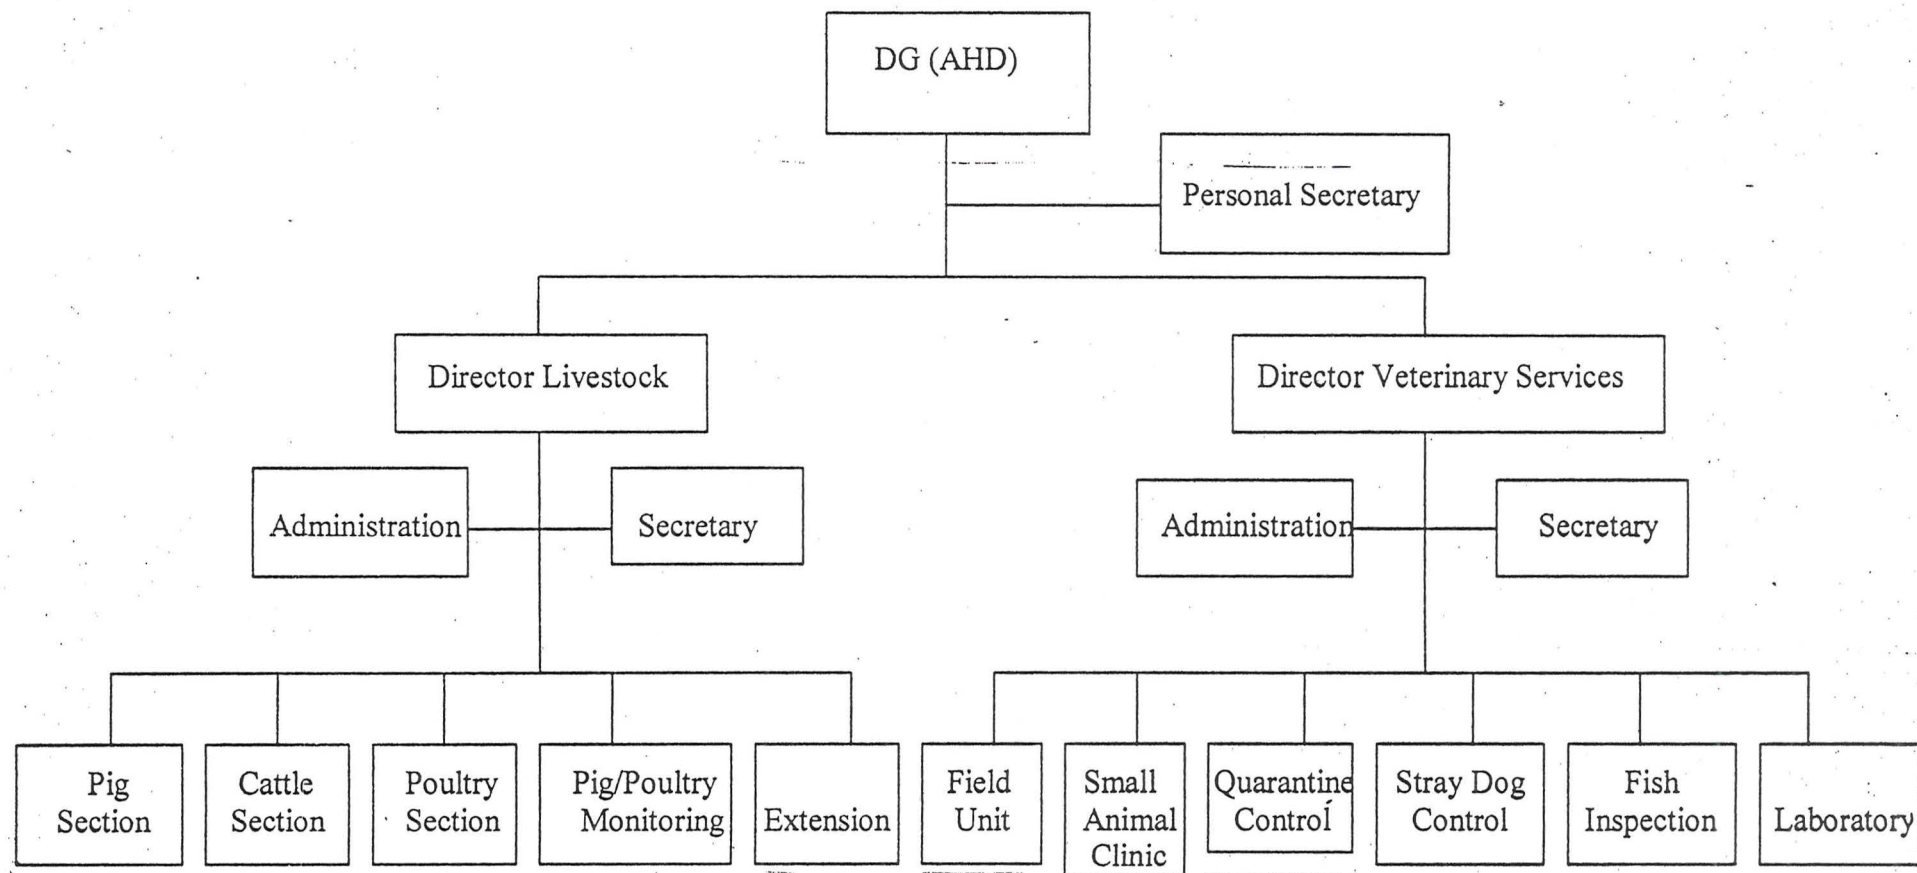 DG (AHD)
Personal Secretary
Director Livestock
Director Veterinary Services
Administration
Secretary
Administration
Secretary
Pig
Section
Cattle
Section
Poultry
Section
Pig/Poultry
Monitoring
Extension
Field
Unit
Small
Animal
Clinic
Quarantine
Control
Stray Dog
Control
Fish
Inspection
Laboratory